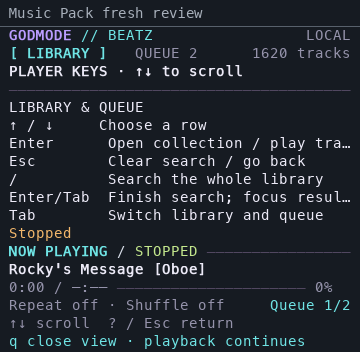 Music Pack fresh review
GODMODE // BEATZ LOCAL
[ LIBRARY ] QUEUE 2 1620 tracks
PLAYER KEYS · ↑↓ to scroll
LIBRARY & QUEUE
↑ / ↓ Choose a row
Enter Open collection / play tra…
Esc Clear search / go back
/ Search the whole library
Enter/Tab Finish search; focus resul…
Tab Switch library and queue
Stopped
NOW PLAYING / STOPPED
Rocky's Message [Oboe]
0:00 / —:—— 0%
Repeat off · Shuffle off Queue 1/2
↑↓ scroll ? / Esc return
q close view · playback continues